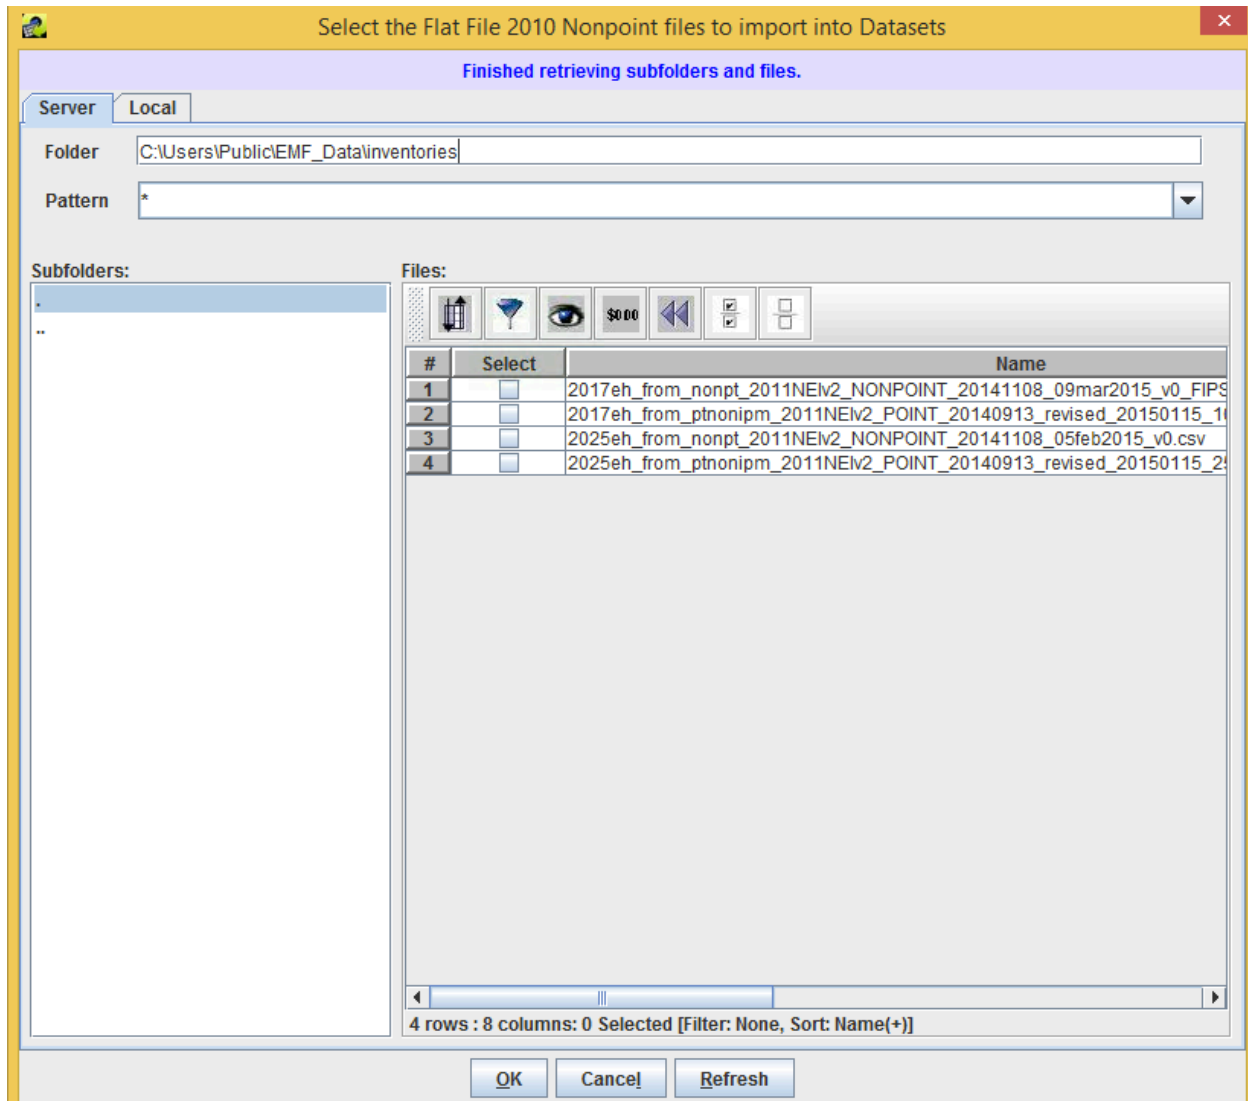 Select the Flat File 2010 Nonpoint files to import into Datasets
Finished retrieving subfolders and files.
Server Local
Folder C:\Users\Public\EMF_Data\inventories
Pattern *
Subfolders: Files:
.
..
$0.00
# Select Name
1 2017eh_from_nonpt_2011NEIv2_NONPOINT_20141108_09mar2015_v0_FIPS
2 2017eh_from_ptnonipm_2011NEIv2_POINT_20140913_revised_20150115_1
3 2025eh_from_nonpt_2011NEIv2_NONPOINT_20141108_05feb2015_v0.csv
4 2025eh_from_ptnonipm_2011NEIv2_POINT_20140913_revised_20150115_2
4 rows : 8 columns: 0 Selected [Filter: None, Sort: Name(+)]
OK Cancel Refresh